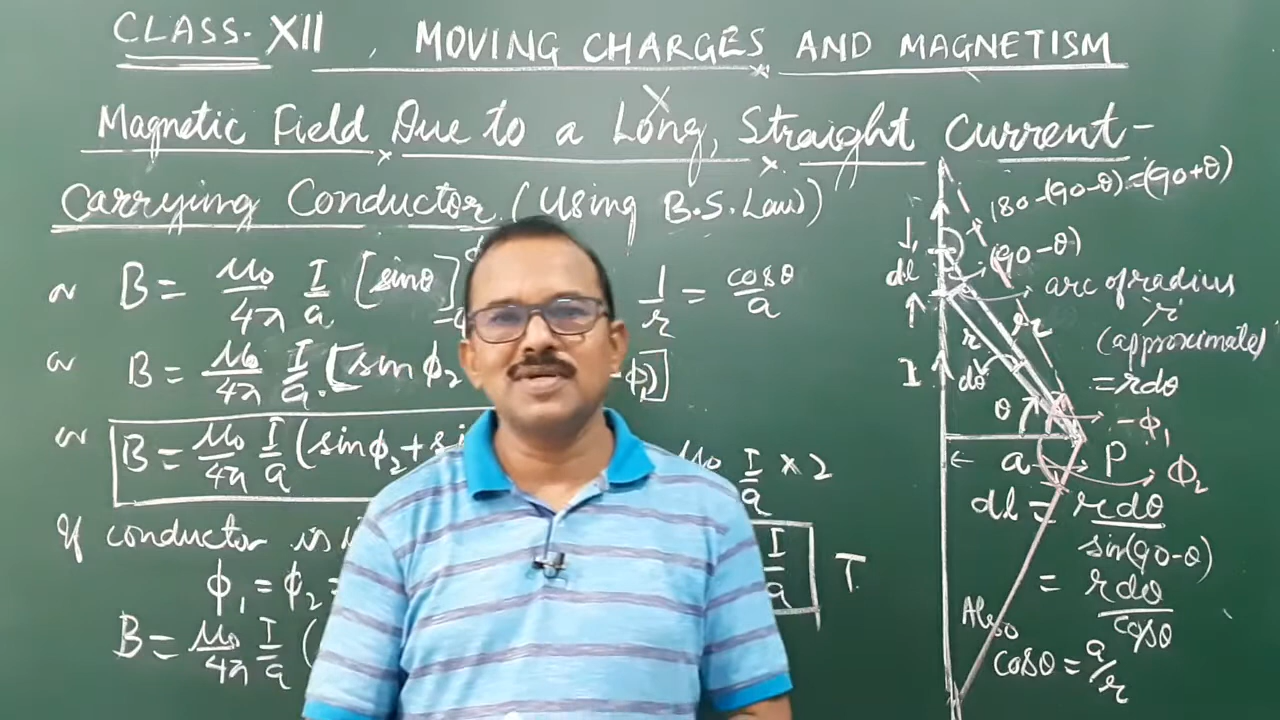 CLASS. XII , MOVING CHARGES AND MAGNETISM
Magnetic Field Due to a Long, Straight Current-
Carrying Conductor (Using B.S. Law)
or B = μ₀/4π I/a [sinθ]
1/r = cosθ/a
or B = μ₀/4π I/a . [sin ϕ₂ -ϕ₁)]
or B = μ₀/4π I/a (sin ϕ₂ +
μ₀ I/a × 2
If conductor is
ϕ₁ = ϕ₂ =
I/a T
B = μ₀/4π I/a (
180-(90-θ) = (90+θ)
(90-θ)
dl
arc of radius
'r'
(approximate)
= rdθ
r
r
dθ
I
θ
-ϕ₁
a
P
ϕ₂
dl = rdθ/sin(90-θ)
= rdθ/cosθ
Also
cosθ = a/r